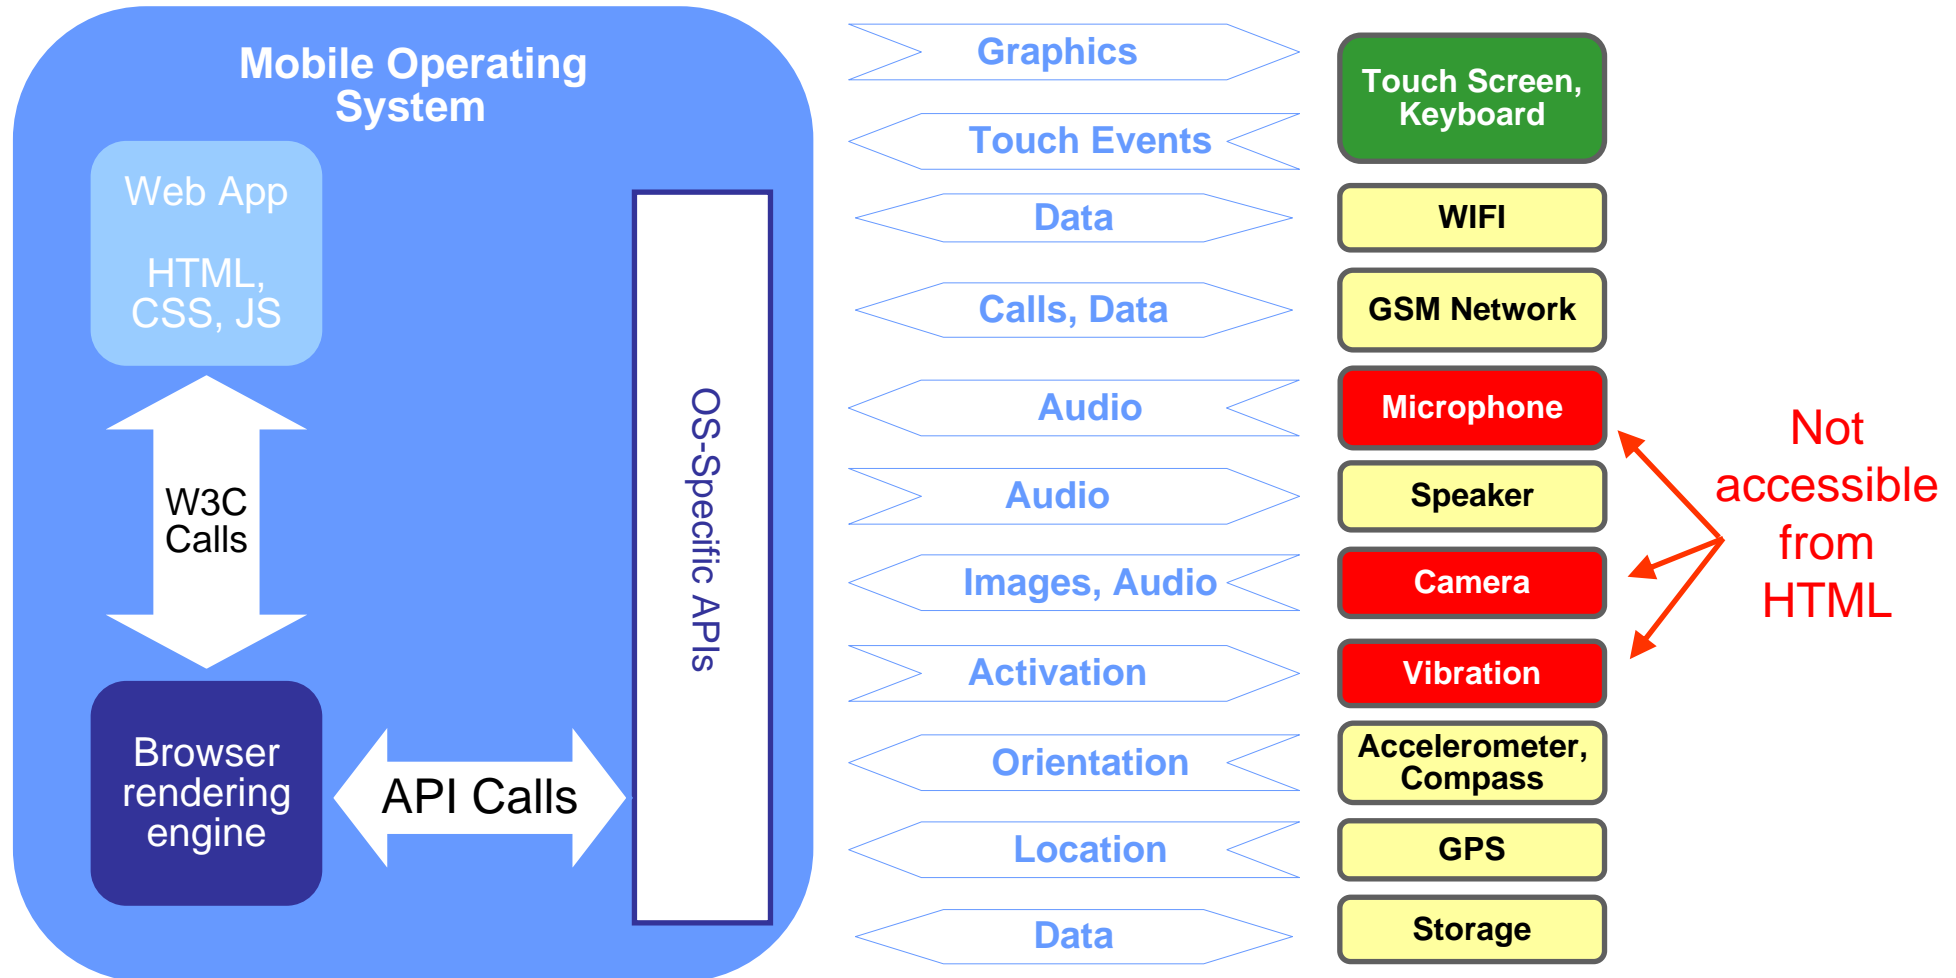 Mobile Operating
System
Web App
HTML,
CSS, JS
W3C
Calls
Browser
rendering
engine
API Calls
OS-Specific APIs
Graphics
Touch Events
Data
Calls, Data
Audio
Audio
Images, Audio
Activation
Orientation
Location
Data
Touch Screen,
Keyboard
WIFI
GSM Network
Microphone
Speaker
Camera
Vibration
Accelerometer,
Compass
GPS
Storage
Not
accessible
from
HTML